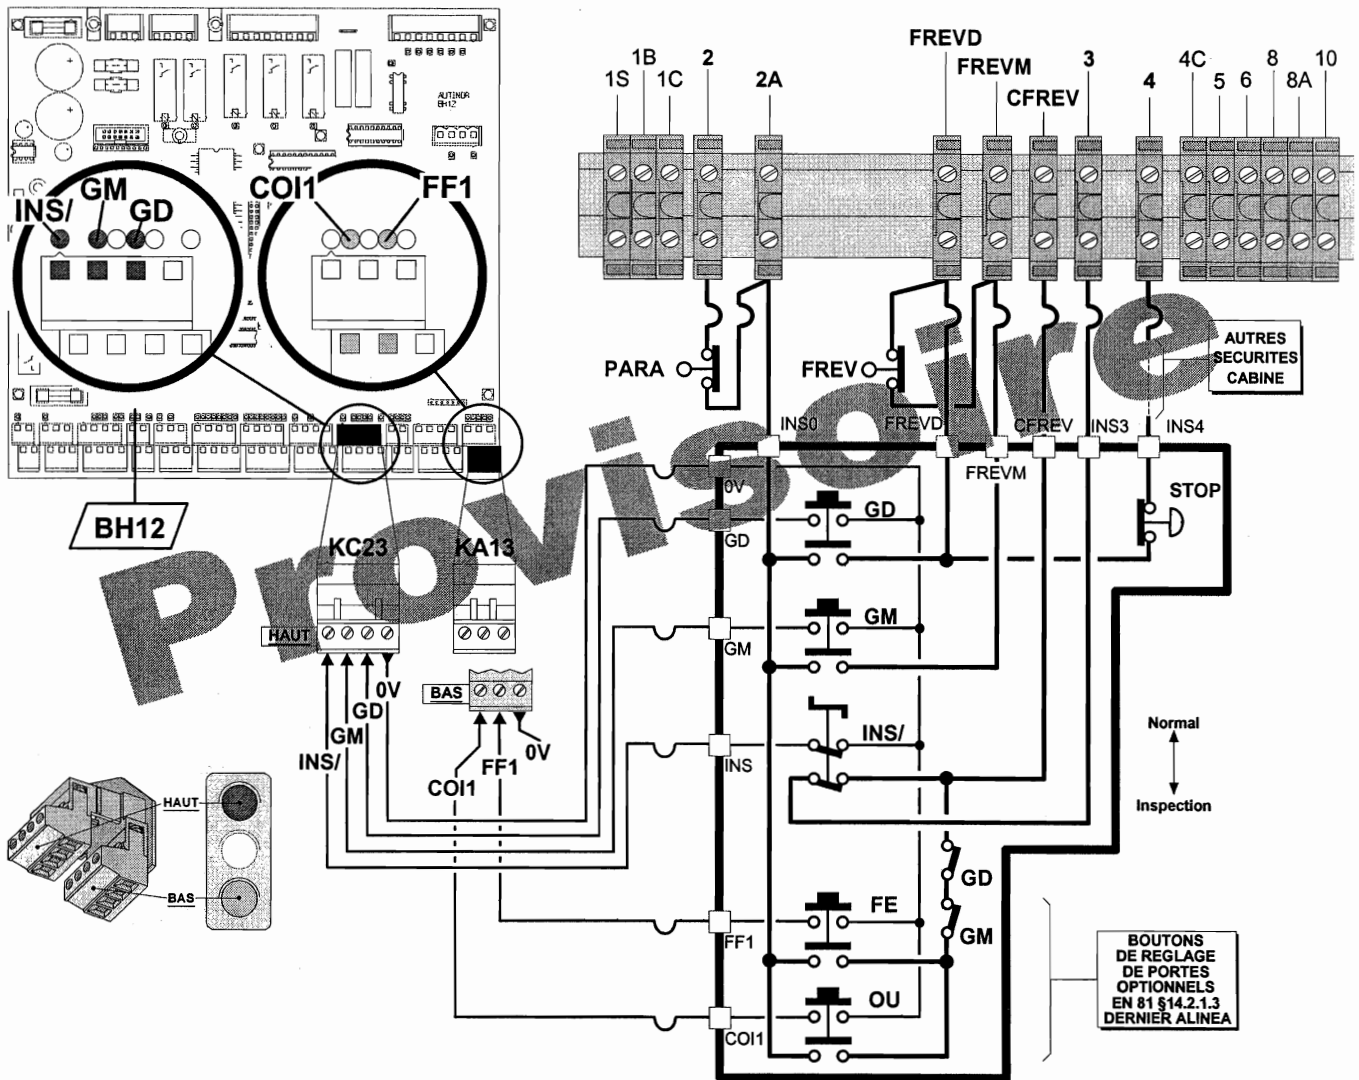 FREVD
FREVM
CFREV
1S
1B
1C
2
2A
3
4
4C
5
6
8
8A
10
AUTINOR
BH12
INS/
GM
GD
COI1
FF1
PARA
FREV
AUTRES
SECURITES
CABINE
INS0
FREVD
CFREV
INS3
INS4
FREVM
BH12
KC23
KA13
HAUT
BAS
0V
GD
GM
INS/
0V
FF1
COI1
0V
GD
GM
INS
FF1
COI1
GD
GM
INS/
STOP
Normal
Inspection
GD
GM
FE
OU
HAUT
BAS
BOUTONS
DE REGLAGE
DE PORTES
OPTIONNELS
EN 81 §14.2.1.3
DERNIER ALINEA
Provisoire